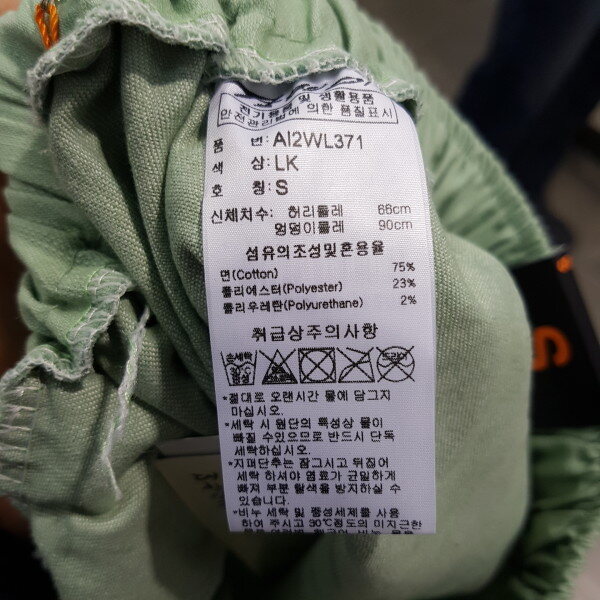 전기용품 및 생활용품
안전관리법에 의한 품질표시
품 번: AI2WL371
색 상: LK
호 칭: S
신체치수: 허리둘레 66cm
엉덩이둘레 90cm
섬유의조성및혼용율
면(Cotton) 75%
폴리에스터(Polyester) 23%
폴리우레탄(Polyurethane) 2%
취급상주의사항
손세탁 드라이
30℃
중성
*절대로 오랜시간 물에 담그지
마십시오.
*세탁 시 원단의 특성상 물이
빠질 수있으므로 반드시 단독
세탁하십시오.
*지퍼단추는 잠그시고 뒤집어
세탁 하셔야 염료가 균일하게
빠져 부분 탈색을 방지하실 수
있습니다.
*비누 세탁 및 중성세제를 사용
하여 주시고 30℃정도의 미지근한